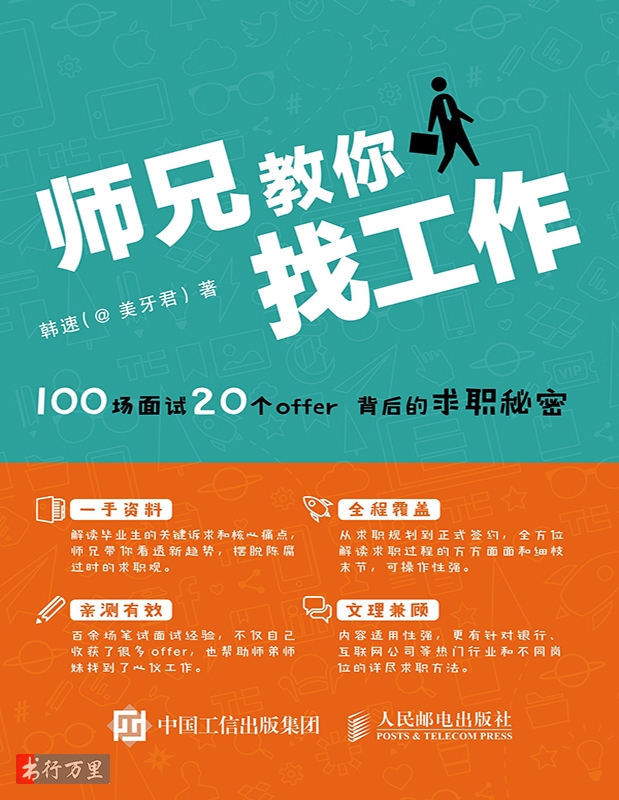 师兄教你
找工作
韩速(@ 美牙君) 著
100场面试20个offer 背后的求职秘密
一手资料
解读毕业生的关键诉求和核心痛点,
师兄带你看透新趋势,摆脱陈腐
过时的求职观。
全程覆盖
从求职规划到正式签约,全方位
解读求职过程的方方面面和细枝
末节,可操作性强。
亲测有效
百余场笔试面试经验,不仅自己
收获了很多offer,也帮助师弟师
妹找到了心仪工作。
文理兼顾
内容适用性强,更有针对银行、
互联网公司等热门行业和不同岗
位的详尽求职方法。
中国工信出版集团
人民邮电出版社
POSTS & TELECOM PRESS
书行万里
VIP